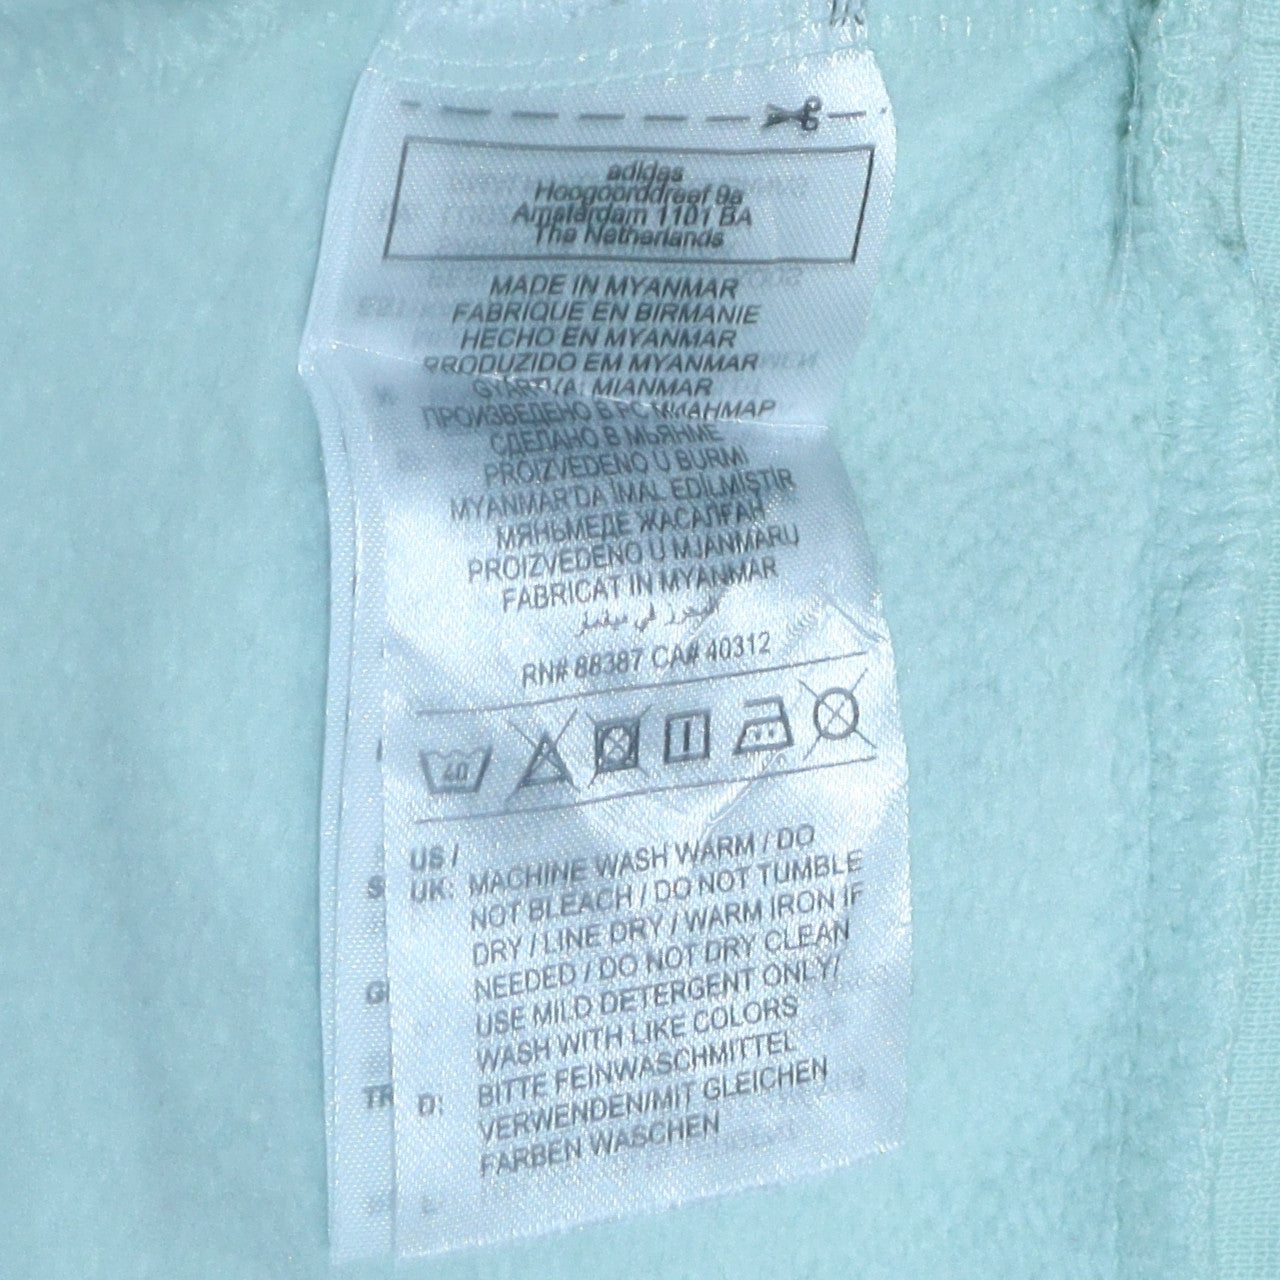 adidas
Hoogoorddreef 9a
Amsterdam 1101 BA
The Netherlands
MADE IN MYANMAR
FABRIQUE EN BIRMANIE
HECHO EN MYANMAR
PRODUZIDO EM MYANMAR
MIANMAR
ПРОИЗВЕДЕНО В РС МИАНМАР
СДЕЛАНО В МЬЯНМЕ
PROIZVEDENO U BURMI
MYANMAR'DA İMAL EDİLMİŞTİR
МЯНЬМЕДЕ ЖАСАЛҒАН
PROIZVEDENO U MJANMARU
FABRICAT IN MYANMAR
RN# 88387 CA# 40312
40
US /
UK: MACHINE WASH WARM / DO
NOT BLEACH / DO NOT TUMBLE
DRY / LINE DRY / WARM IRON IF
NEEDED / DO NOT DRY CLEAN
USE MILD DETERGENT ONLY/
WASH WITH LIKE COLORS
D: BITTE FEINWASCHMITTEL
VERWENDEN/MIT GLEICHEN
FARBEN WASCHEN